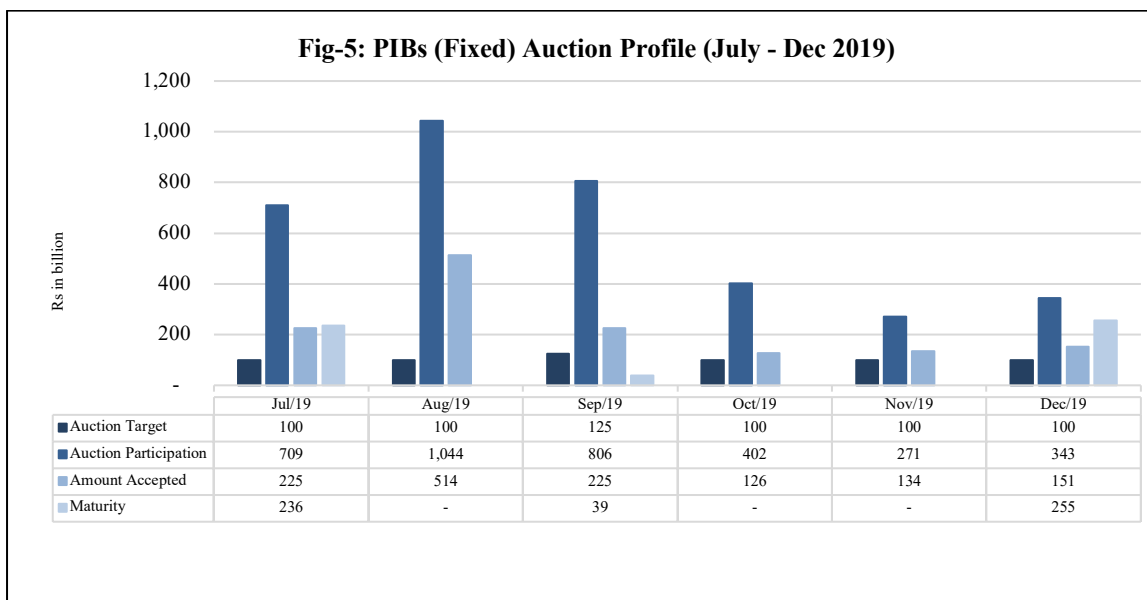 Fig-5: PIBs (Fixed) Auction Profile (July - Dec 2019)
1,200
1,000
800
600
400
200
-
Rs in billion
Jul/19 Aug/19 Sep/19 Oct/19 Nov/19 Dec/19
Auction Target 100 100 125 100 100 100
Auction Participation 709 1,044 806 402 271 343
Amount Accepted 225 514 225 126 134 151
Maturity 236 - 39 - - 255